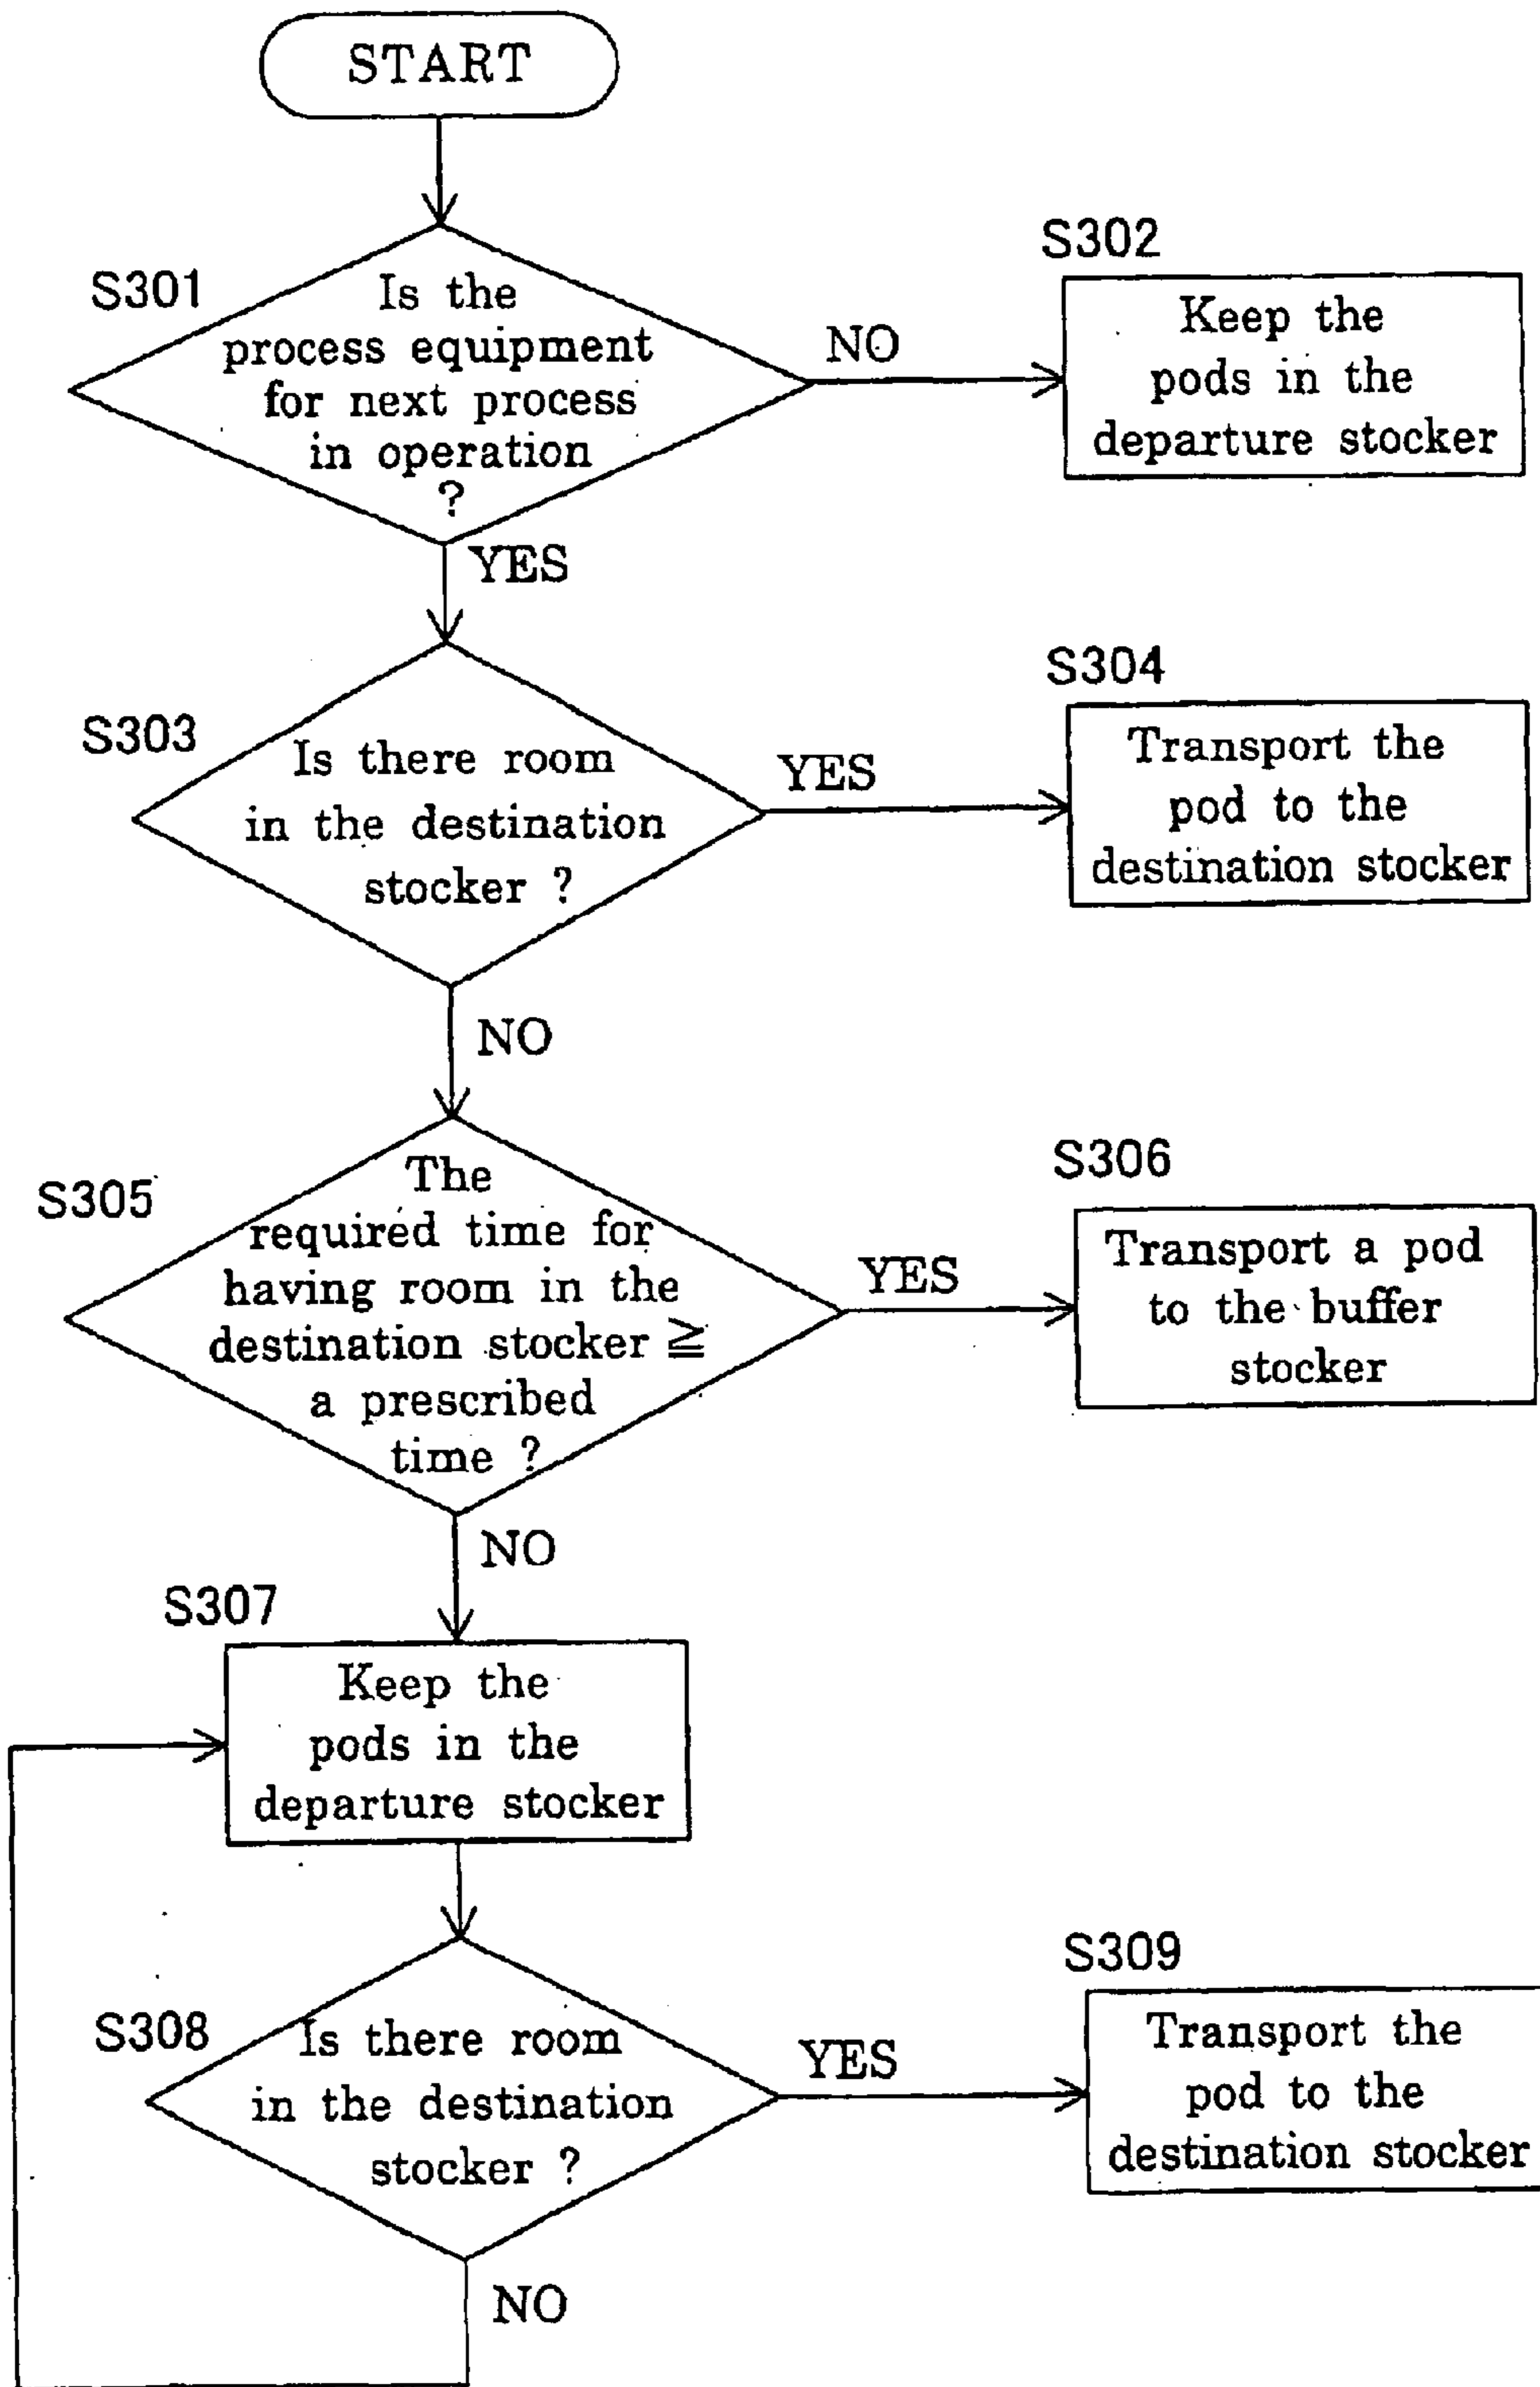 START
S301
Is the
process equipment
for next process
in operation
?
NO
S302
Keep the
pods in the
departure stocker
YES
S303
Is there room
in the destination
stocker ?
YES
S304
Transport the
pod to the
destination stocker
NO
S305
The
required time for
having room in the
destination stocker ≧
a prescribed
time ?
YES
S306
Transport a pod
to the buffer
stocker
NO
S307
Keep the
pods in the
departure stocker
S308
Is there room
in the destination
stocker ?
YES
S309
Transport the
pod to the
destination stocker
NO